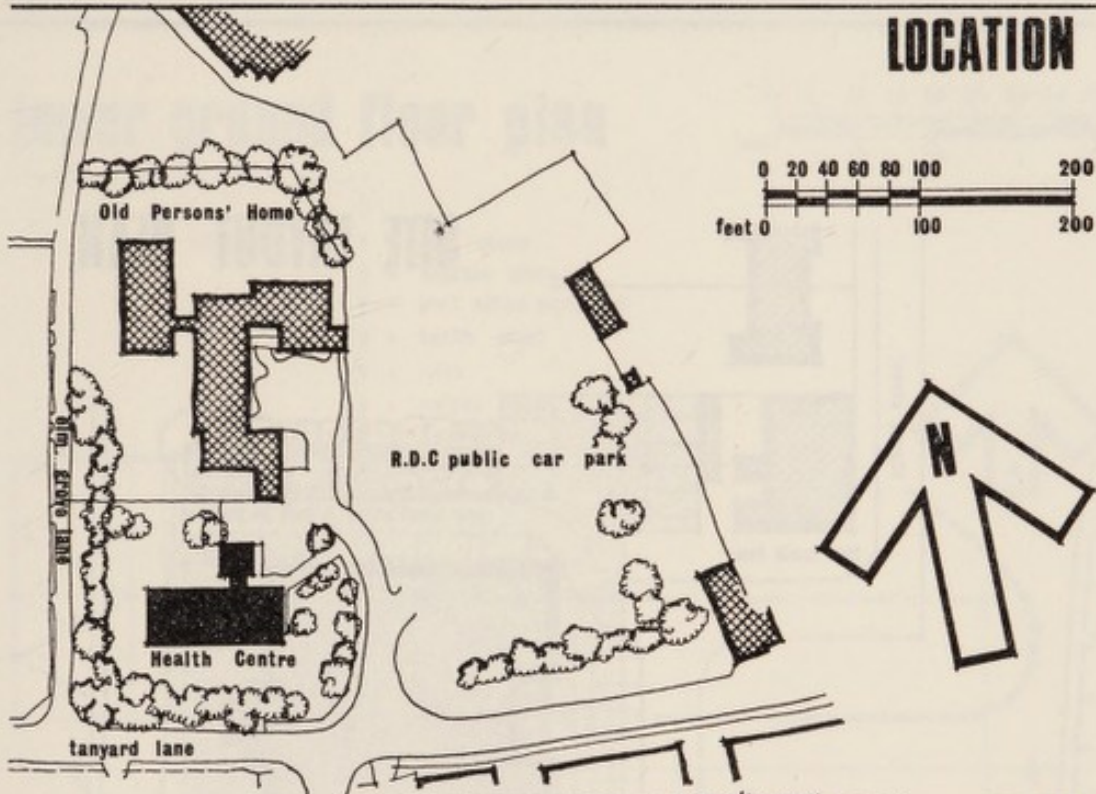 LOCATION
0 20 40 60 80 100 200
feet 0 100 200
Old Persons' Home
elm. grove lane
R.D.C public car park
N
Health Centre
tanyard lane